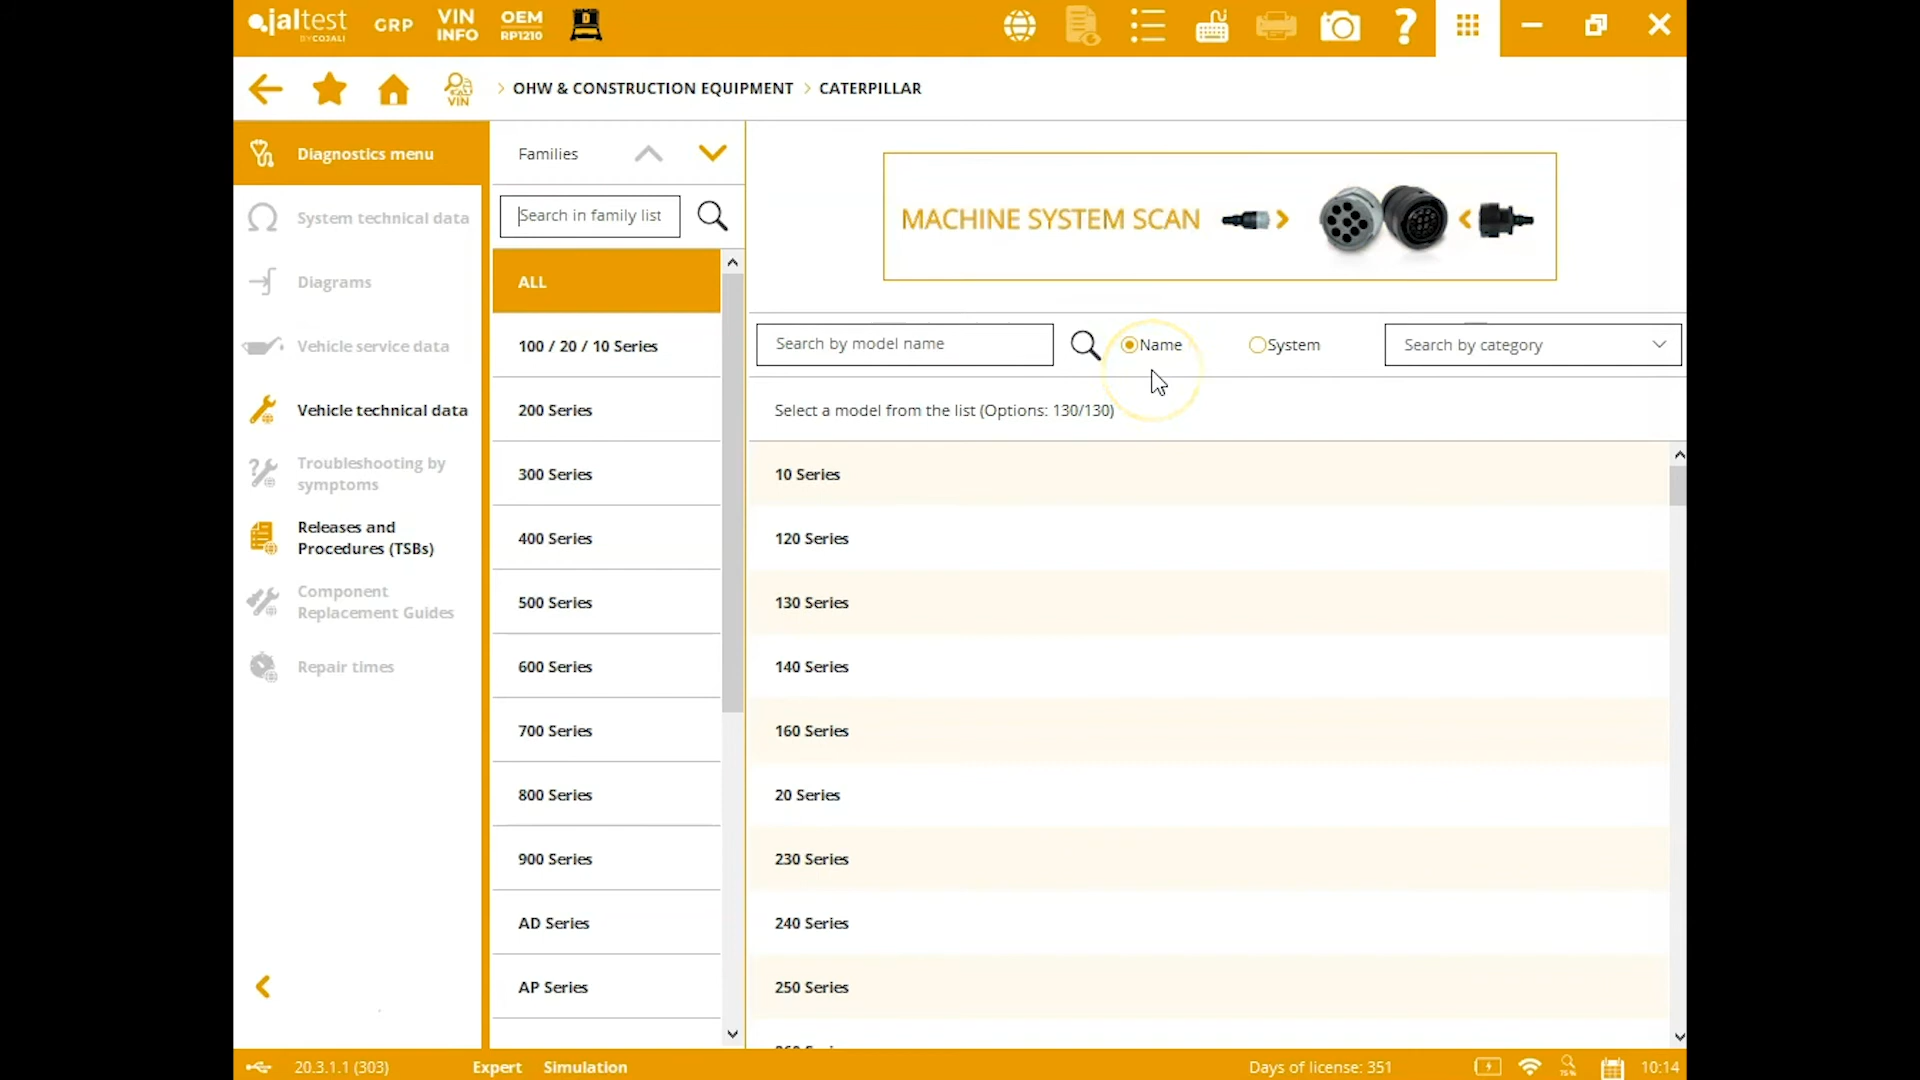 jaltest
BY COJALI
GRP
VIN
INFO
OEM
RP1210
VIN
> OHW & CONSTRUCTION EQUIPMENT > CATERPILLAR
Diagnostics menu
System technical data
Diagrams
Vehicle service data
Vehicle technical data
Troubleshooting by
symptoms
Releases and
Procedures (TSBs)
Component
Replacement Guides
Repair times
Families
Search in family list
ALL
100 / 20 / 10 Series
200 Series
300 Series
400 Series
500 Series
600 Series
700 Series
800 Series
900 Series
AD Series
AP Series
MACHINE SYSTEM SCAN
Search by model name
Name
System
Search by category
Select a model from the list (Options: 130/130)
10 Series
120 Series
130 Series
140 Series
160 Series
20 Series
230 Series
240 Series
250 Series
20.3.1.1 (303)
Expert
Simulation
Days of license: 351
75 %
10:14